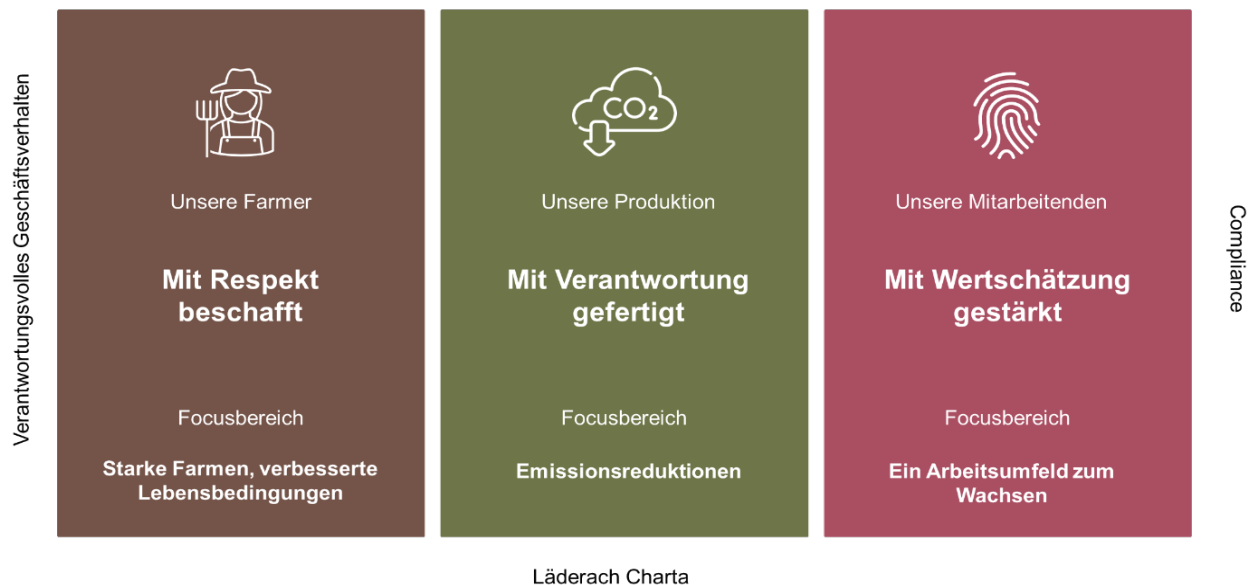 Verantwortungsvolles Geschäftsverhalten
Unsere Farmer
Mit Respekt
beschafft
Focusbereich
Starke Farmen, verbesserte
Lebensbedingungen
CO2
Unsere Produktion
Mit Verantwortung
gefertigt
Focusbereich
Emissionsreduktionen
Unsere Mitarbeitenden
Mit Wertschätzung
gestärkt
Focusbereich
Ein Arbeitsumfeld zum
Wachsen
Compliance
Läderach Charta